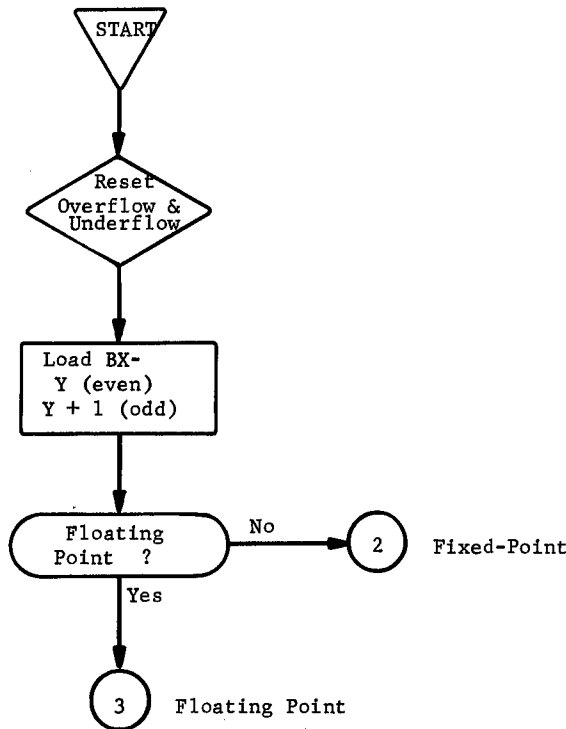 START
Reset
Overflow &
Underflow
Load BX-
Y (even)
Y + 1 (odd)
Floating
Point ?
No
2
Fixed-Point
Yes
3
Floating Point